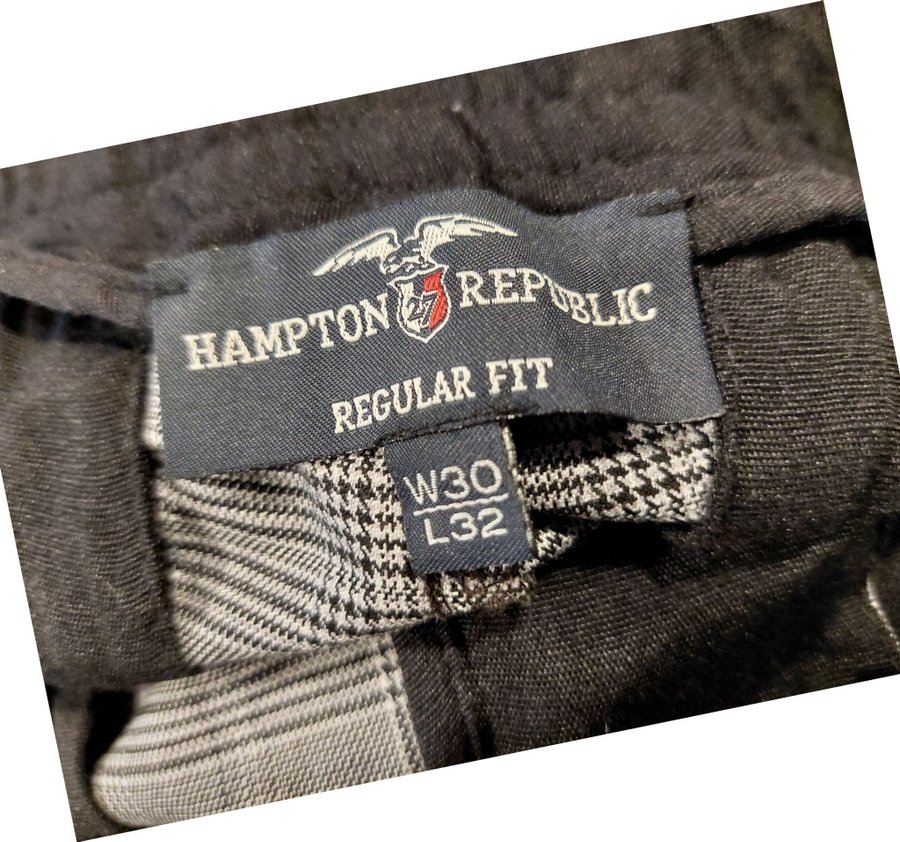 HAMPTON 27 REPUBLIC
REGULAR FIT
W30
L32